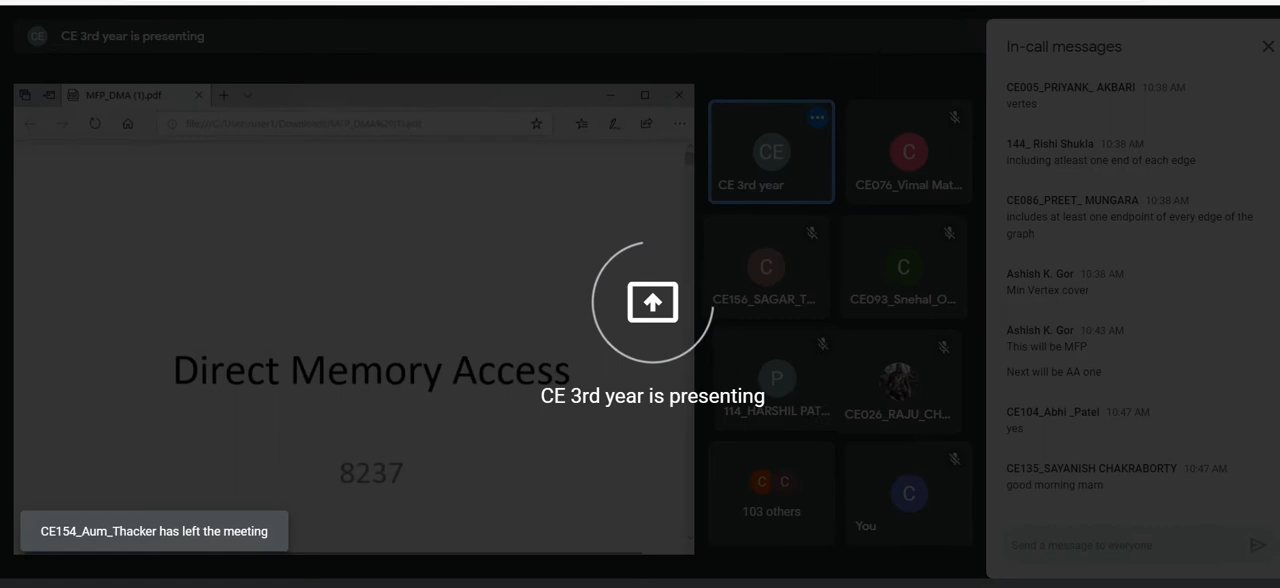 CE CE 3rd year is presenting
MFP_DMA (1).pdf
Direct Memory Access
8237
CE 3rd year is presenting
CE154_Aum_Thacker has left the meeting
CE
CE 3rd year
C
CE076_Vimal Mat...
C
CE156_SAGAR_T...
C
CE093_Snehal_O...
P
114_HARSHIL PAT...
CE026_RAJU_CH...
C C
103 others
C
You
In-call messages
CE005_PRIYANK_ AKBARI 10:38 AM
vertes
144_ Rishi Shukla 10:38 AM
including atleast one end of each edge
CE086_PREET_ MUNGARA 10:38 AM
includes at least one endpoint of every edge of the
graph
Ashish K. Gor 10:38 AM
Min Vertex cover
Ashish K. Gor 10:43 AM
This will be MFP
Next will be AA one
CE104_Abhi _Patel 10:47 AM
yes
CE135_SAYANISH CHAKRABORTY 10:47 AM
good morning mam
Send a message to everyone